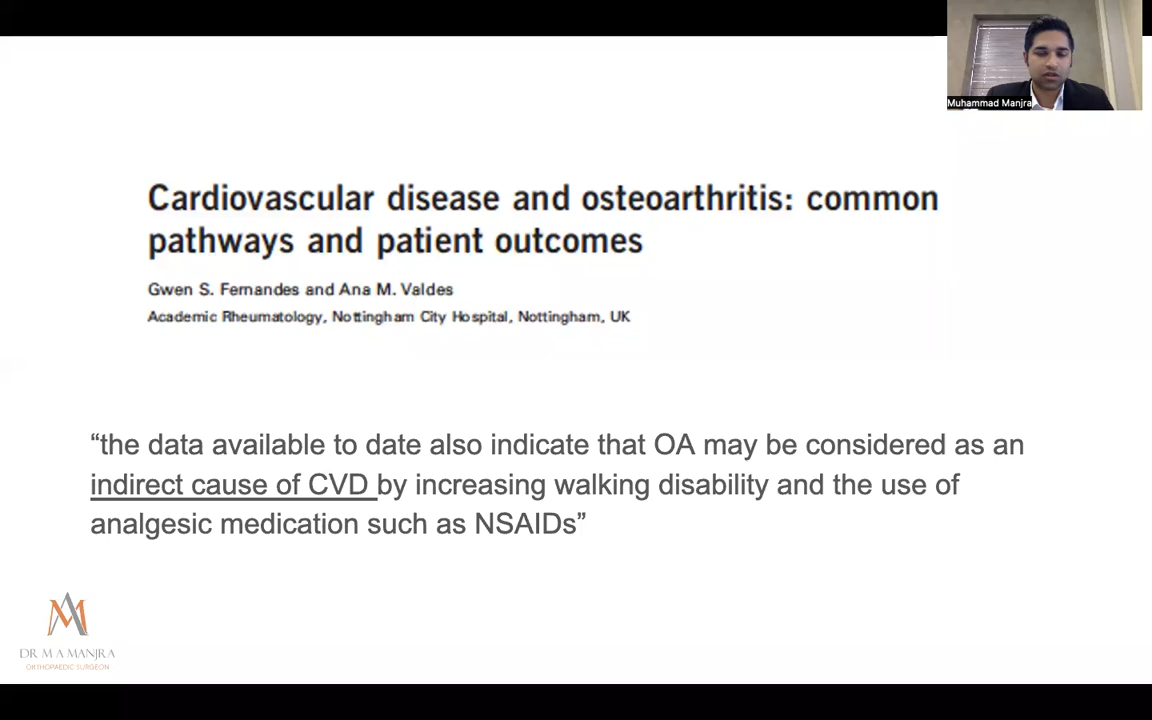 Muhammad Manjra
Cardiovascular disease and osteoarthritis: common
pathways and patient outcomes
Gwen S. Fernandes and Ana M. Valdes
Academic Rheumatology, Nottingham City Hospital, Nottingham, UK
“the data available to date also indicate that OA may be considered as an
indirect cause of CVD by increasing walking disability and the use of
analgesic medication such as NSAIDs”
DR M A MANJRA
ORTHOPAEDIC SURGEON